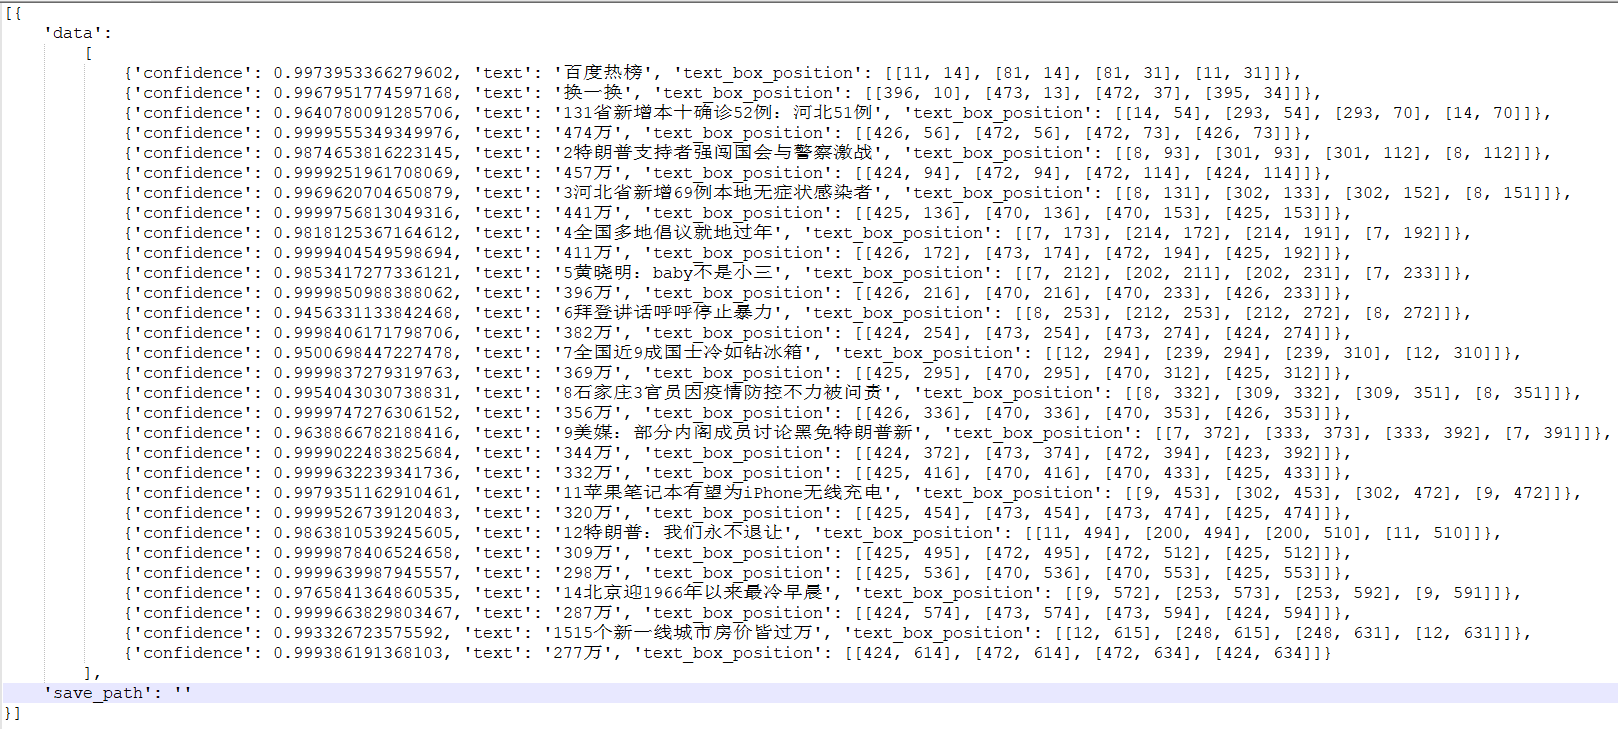 [{
'data':
[
{'confidence': 0.9973953366279602, 'text': '百度热榜', 'text_box_position': [[11, 14], [81, 14], [81, 31], [11, 31]]},
{'confidence': 0.9967951774597168, 'text': '换一换', 'text_box_position': [[396, 10], [473, 13], [472, 37], [395, 34]]},
{'confidence': 0.9640780091285706, 'text': '131省新增本十确诊52例：河北51例', 'text_box_position': [[14, 54], [293, 54], [293, 70], [14, 70]]},
{'confidence': 0.9999555349349976, 'text': '474万', 'text_box_position': [[426, 56], [472, 56], [472, 73], [426, 73]]},
{'confidence': 0.9874653816223145, 'text': '2特朗普支持者强闯国会与警察激战', 'text_box_position': [[8, 93], [301, 93], [301, 112], [8, 112]]},
{'confidence': 0.9999251961708069, 'text': '457万', 'text_box_position': [[424, 94], [472, 94], [472, 114], [424, 114]]},
{'confidence': 0.9969620704650879, 'text': '3河北省新增69例本地无症状感染者', 'text_box_position': [[8, 131], [302, 133], [302, 152], [8, 151]]},
{'confidence': 0.9999756813049316, 'text': '441万', 'text_box_position': [[425, 136], [470, 136], [470, 153], [425, 153]]},
{'confidence': 0.9818125367164612, 'text': '4全国多地倡议就地过年', 'text_box_position': [[7, 173], [214, 172], [214, 191], [7, 192]]},
{'confidence': 0.9999404549598694, 'text': '411万', 'text_box_position': [[426, 172], [473, 174], [472, 194], [425, 192]]},
{'confidence': 0.9853417277336121, 'text': '5黄晓明：baby不是小三', 'text_box_position': [[7, 212], [202, 211], [202, 231], [7, 233]]},
{'confidence': 0.9999850988388062, 'text': '396万', 'text_box_position': [[426, 216], [470, 216], [470, 233], [426, 233]]},
{'confidence': 0.9456331133842468, 'text': '6拜登讲话呼呼停止暴力', 'text_box_position': [[8, 253], [212, 253], [212, 272], [8, 272]]},
{'confidence': 0.9998406171798706, 'text': '382万', 'text_box_position': [[424, 254], [473, 254], [473, 274], [424, 274]]},
{'confidence': 0.9500698447227478, 'text': '7全国近9成国士冷如钻冰箱', 'text_box_position': [[12, 294], [239, 294], [239, 310], [12, 310]]},
{'confidence': 0.9999837279319763, 'text': '369万', 'text_box_position': [[425, 295], [470, 295], [470, 312], [425, 312]]},
{'confidence': 0.9954043030738831, 'text': '8石家庄3官员因疫情防控不力被问责', 'text_box_position': [[8, 332], [309, 332], [309, 351], [8, 351]]},
{'confidence': 0.9999747276306152, 'text': '356万', 'text_box_position': [[426, 336], [470, 336], [470, 353], [426, 353]]},
{'confidence': 0.9638866782188416, 'text': '9美媒：部分内阁成员讨论黑免特朗普新', 'text_box_position': [[7, 372], [333, 373], [333, 392], [7, 391]]},
{'confidence': 0.9999022483825684, 'text': '344万', 'text_box_position': [[424, 372], [473, 374], [472, 394], [423, 392]]},
{'confidence': 0.9999632239341736, 'text': '332万', 'text_box_position': [[425, 416], [470, 416], [470, 433], [425, 433]]},
{'confidence': 0.9979351162910461, 'text': '11苹果笔记本有望为iPhone无线充电', 'text_box_position': [[9, 453], [302, 453], [302, 472], [9, 472]]},
{'confidence': 0.9999526739120483, 'text': '320万', 'text_box_position': [[425, 454], [473, 454], [473, 474], [425, 474]]},
{'confidence': 0.9863810539245605, 'text': '12特朗普：我们永不退让', 'text_box_position': [[11, 494], [200, 494], [200, 510], [11, 510]]},
{'confidence': 0.9999878406524658, 'text': '309万', 'text_box_position': [[425, 495], [472, 495], [472, 512], [425, 512]]},
{'confidence': 0.9999639987945557, 'text': '298万', 'text_box_position': [[425, 536], [470, 536], [470, 553], [425, 553]]},
{'confidence': 0.9765841364860535, 'text': '14北京迎1966年以来最冷早晨', 'text_box_position': [[9, 572], [253, 573], [253, 592], [9, 591]]},
{'confidence': 0.9999663829803467, 'text': '287万', 'text_box_position': [[424, 574], [473, 574], [473, 594], [424, 594]]},
{'confidence': 0.993326723575592, 'text': '1515个新一线城市房价皆过万', 'text_box_position': [[12, 615], [248, 615], [248, 631], [12, 631]]},
{'confidence': 0.999386191368103, 'text': '277万', 'text_box_position': [[424, 614], [472, 614], [472, 634], [424, 634]]}
],
'save_path': ''
}]